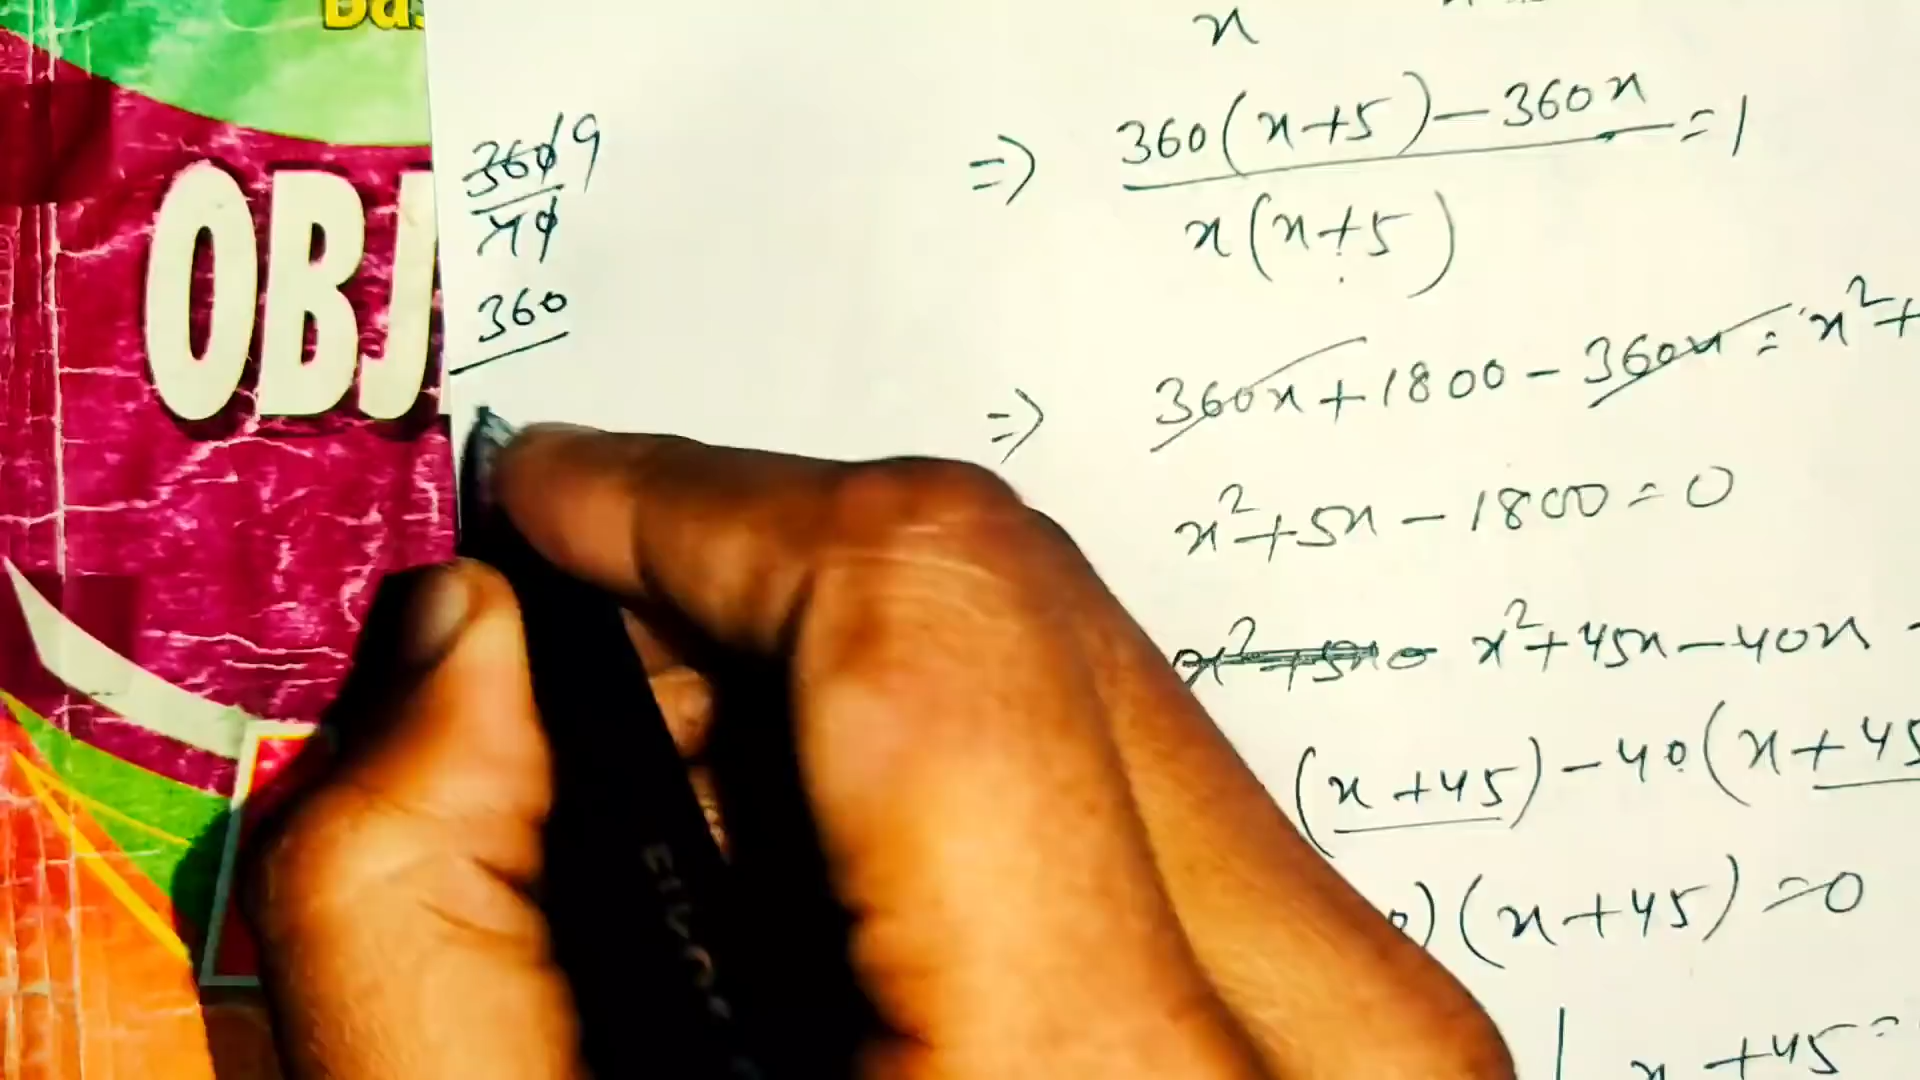 Bas
OBJ
360 9
40
360
x
=> 360(x+5)-360x = 1
x(x+5)
=> 360x+1800-360x = x²+
x²+5x-1800=0
x²+45x-40x
(x+45)-40(x+45
)(x+45)=0
x+45=